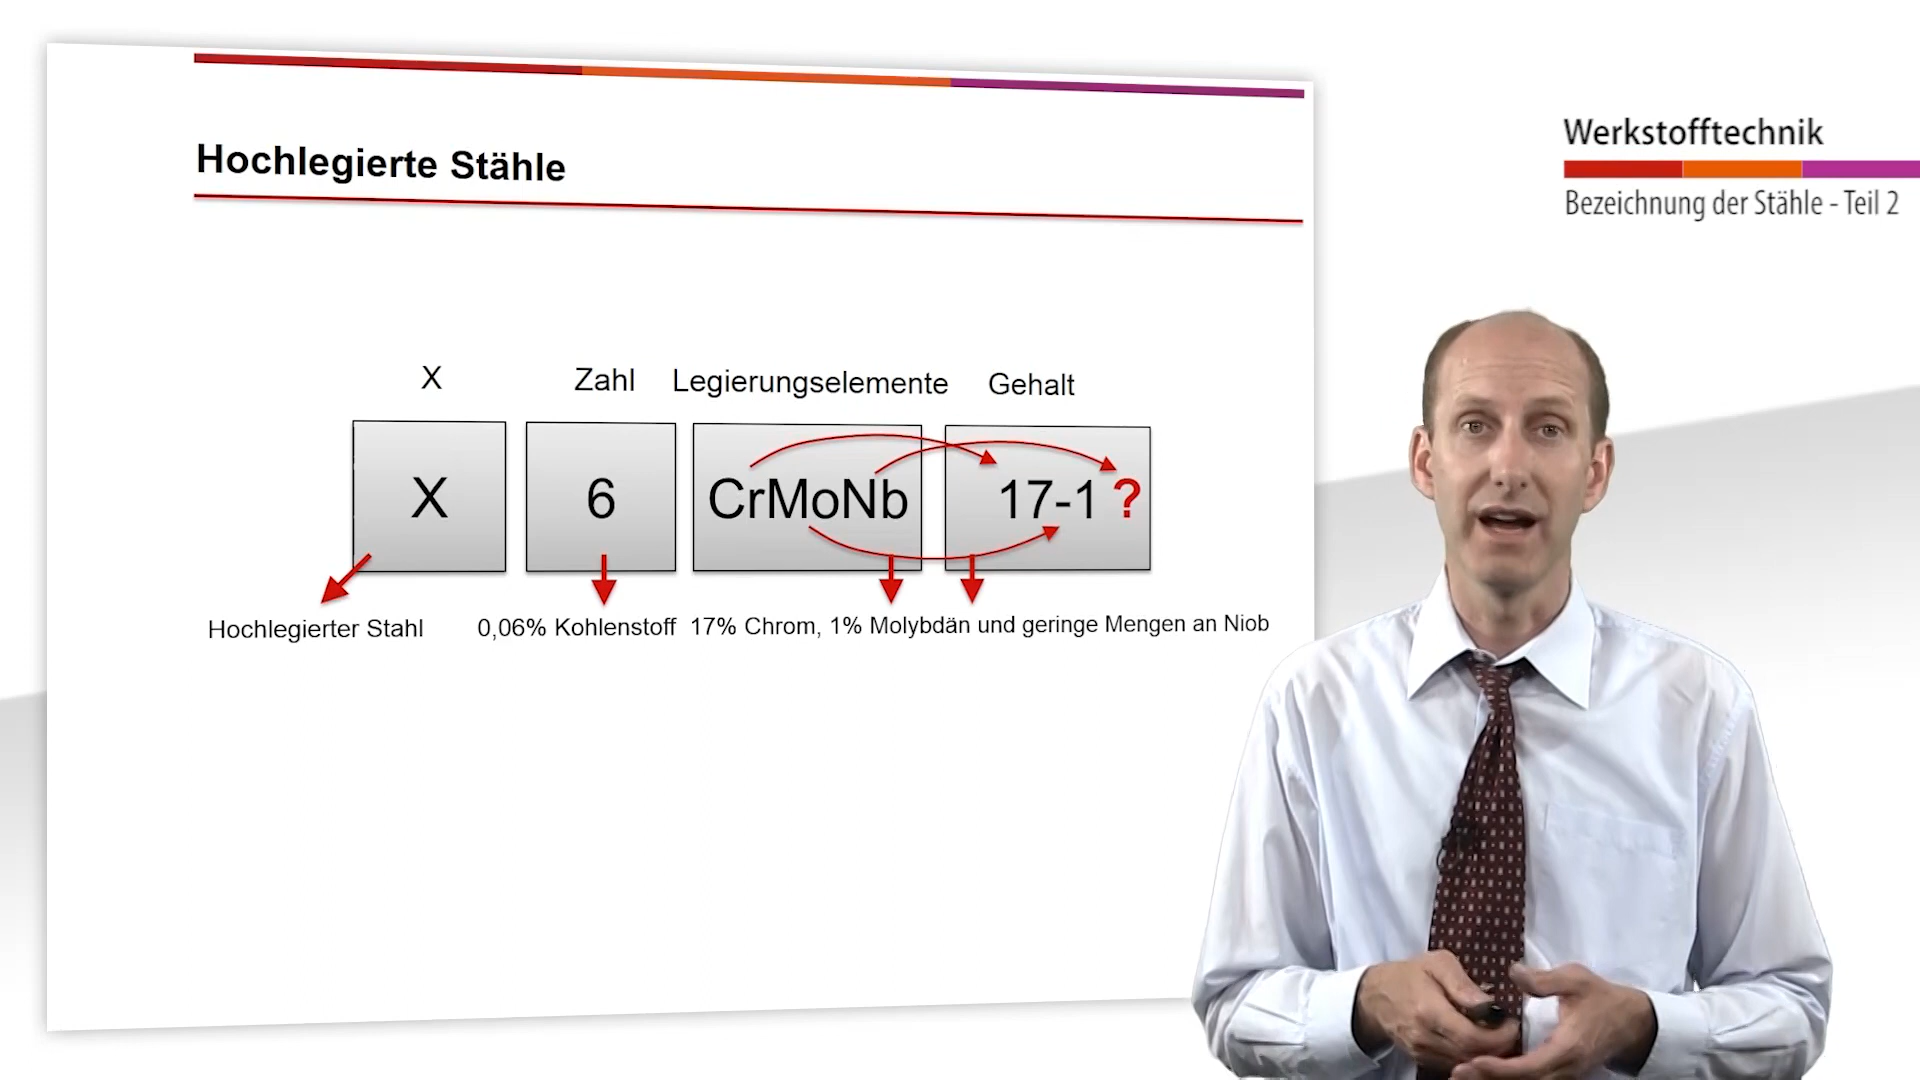 Hochlegierte Stähle
X Zahl Legierungselemente Gehalt
X 6 CrMoNb 17-1 ?
Hochlegierter Stahl 0,06% Kohlenstoff 17% Chrom, 1% Molybdän und geringe Mengen an Niob
Werkstofftechnik
Bezeichnung der Stähle - Teil 2